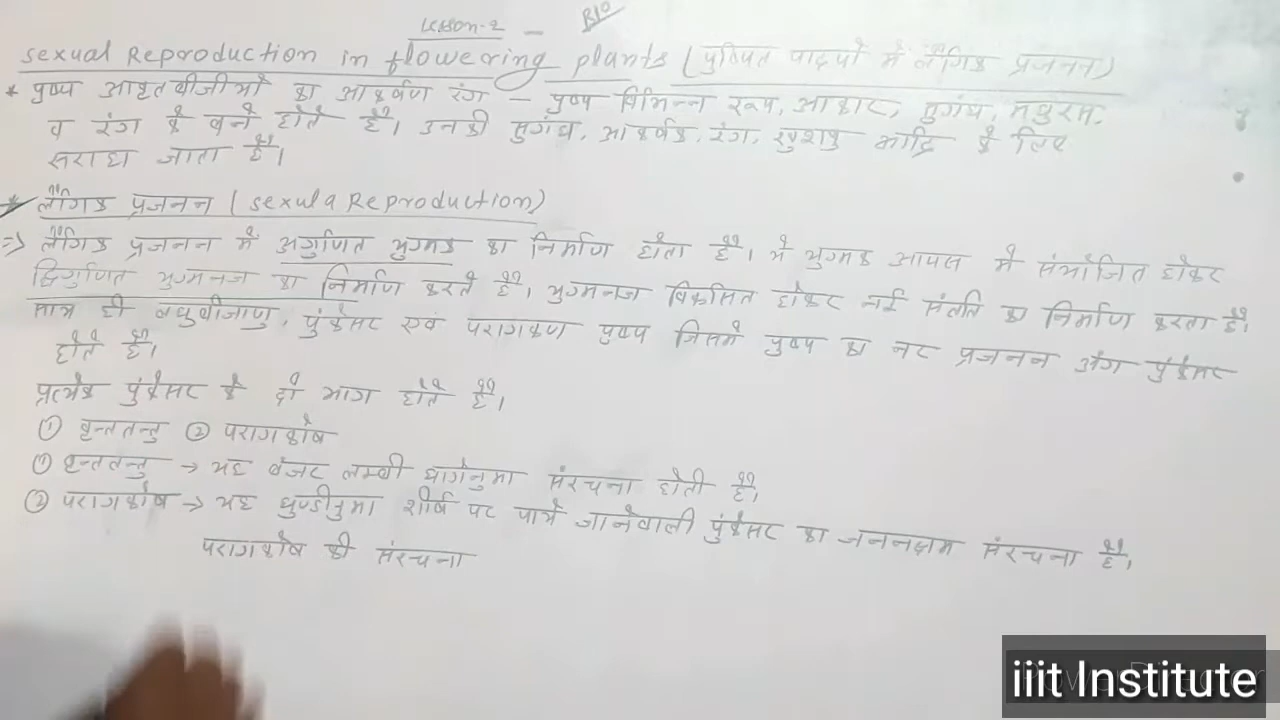 Lesson-2
BIO
Sexual Reproduction in flowering plants (पुष्पित पादपों में लैंगिक प्रजनन)
* पुष्प आवृतबीजीयों का आकर्षण रंग - पुष्प विभिन्न रूप, आकार, सुगंध, मकुरम,
व रंग के बने होते हैं। उनकी सुगंध, आकर्षक, रंग, खुशबु आदि के लिए
सराहा जाता है।
* लैंगिक प्रजनन (Sexula Reproduction)
⇒ लैंगिक प्रजनन में अगुणित युग्मक का निर्माण होता है। ये युग्मक आपस में संयोजित होकर
द्विगुणित युग्मनज का निर्माण करते हैं। युग्मनज विकसित होकर नई संतति का निर्माण करता है।
साथ ही लघुबीजाणु, पुंकेसर एवं परागकण पुष्प जिसमें पुष्प का नर प्रजनन अंग पुंकेसर
होते है।
प्रत्येक पुंकेसर के दो भाग होते है।
① वृन्ततन्तु ② परागकोष
① वृन्ततन्तु → यह बंजर लम्बी धागेनुमा संरचना होती है।
② परागकोष → यह घुण्डीनुमा शीर्ष पर पाये जानेवाली पुंकेसर का जननक्षम संरचना है।
परागकोष की संरचना
iiit Institute